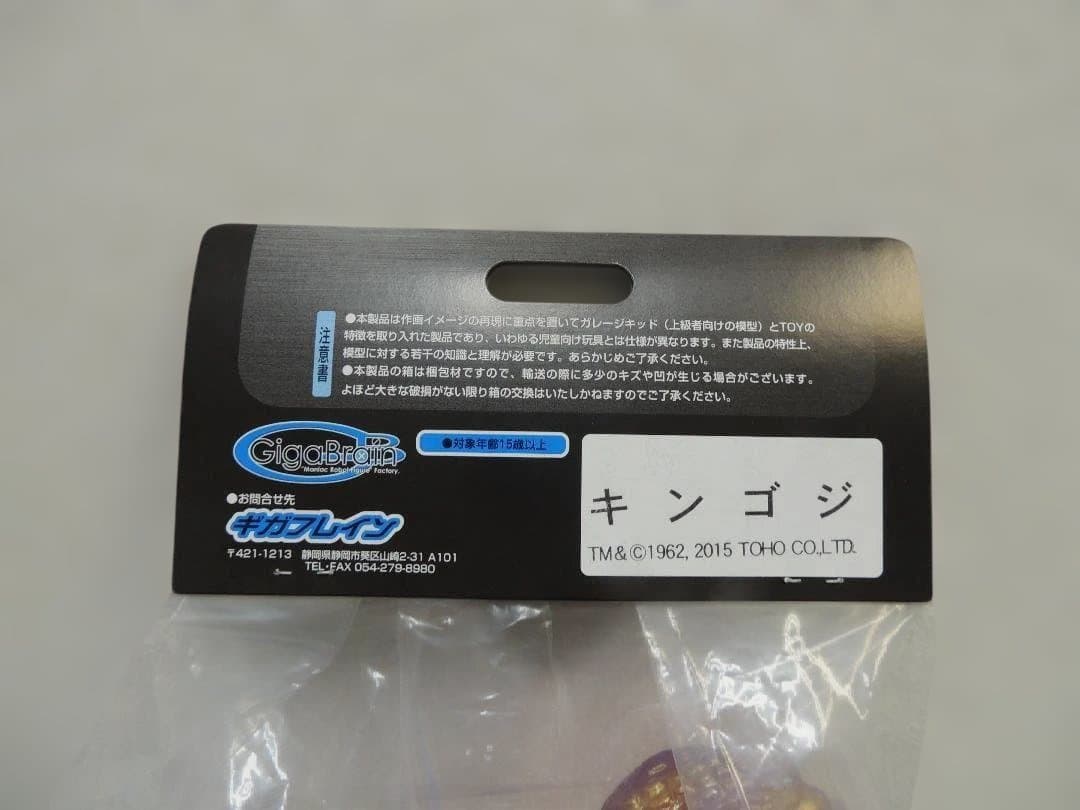 注意書
●本製品は作画イメージの再現に重点を置いてガレージキッド（上級者向けの模型）とTOYの
特徴を取り入れた製品であり、いわゆる児童向け玩具とは仕様が異なります。また製品の特性上、
模型に対する若干の知識と理解が必要です。あらかじめご了承ください。
●本製品の箱は梱包材ですので、輸送の際に多少のキズや凹が生じる場合がございます。
よほど大きな破損がない限り箱の交換はいたしかねますのでご了承ください。
GigaBrain
"Maniac Robot-Figure" Factory.
●対象年齢15歳以上
●お問合せ先
ギガブレイン
〒421-1213 静岡県静岡市葵区山崎2-31 A101
TEL・FAX 054-279-8980
キンゴジ
TM&©1962, 2015 TOHO CO.,LTD.